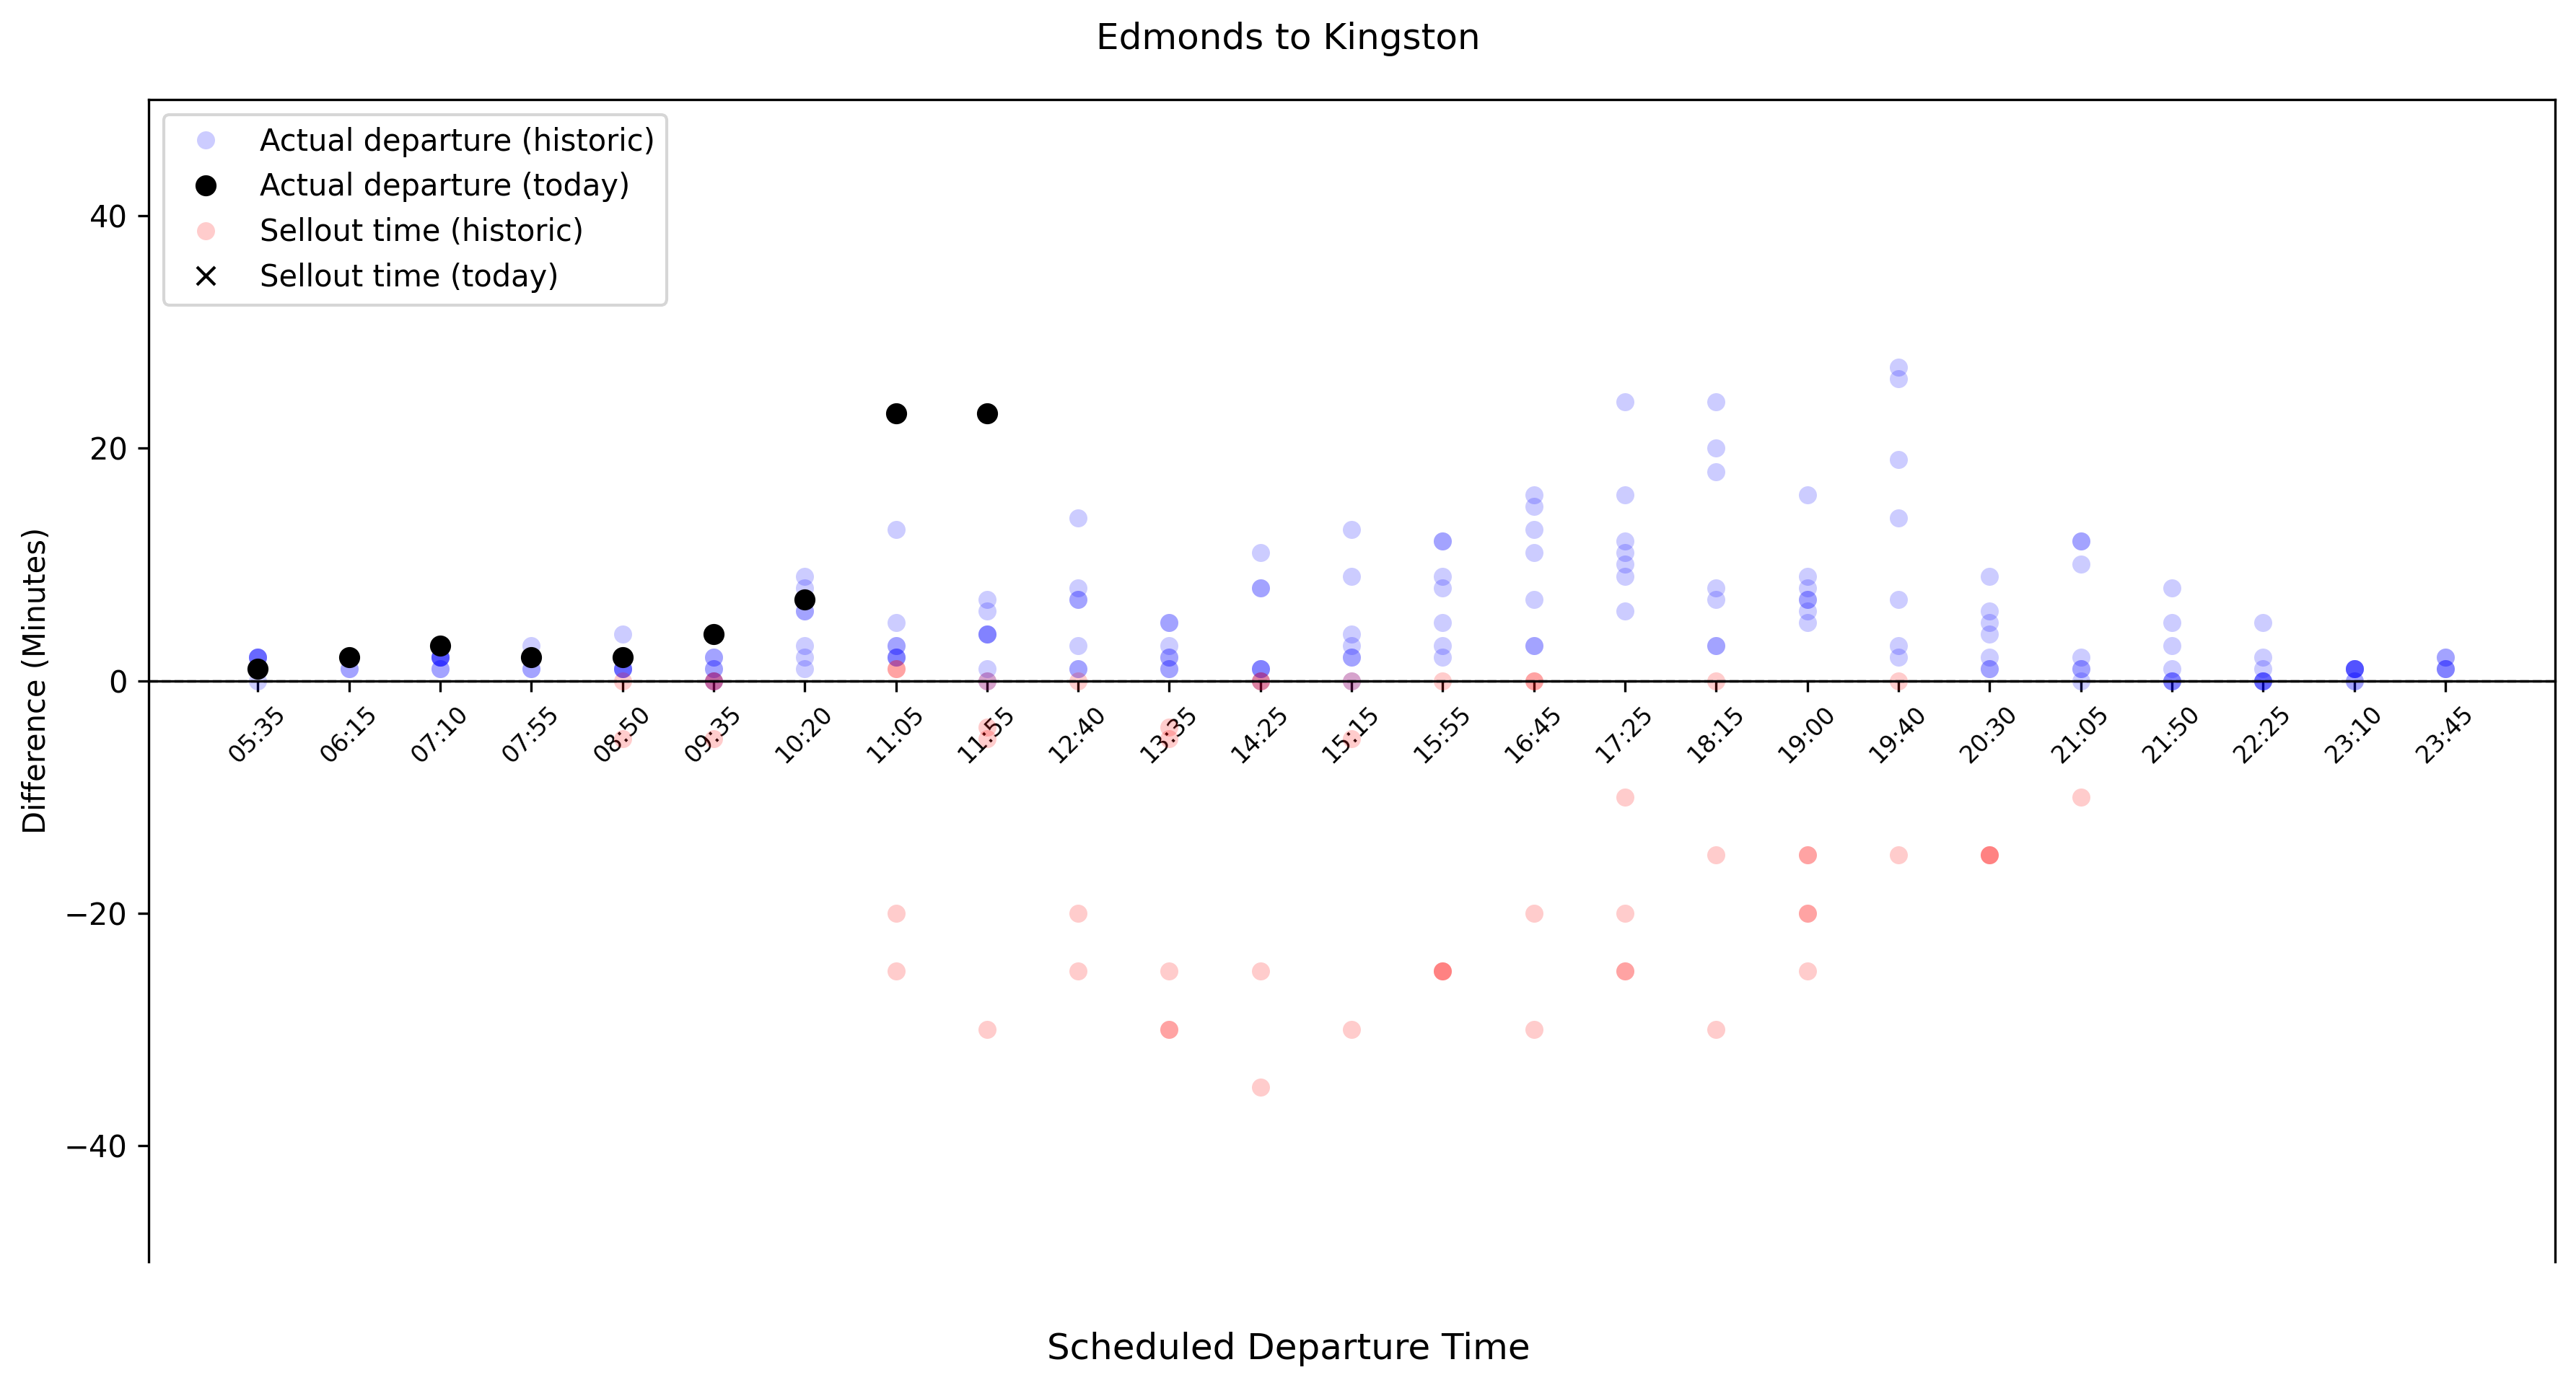 Edmonds to Kingston
Actual departure (historic)
Actual departure (today)
Sellout time (historic)
Sellout time (today)
Difference (Minutes)
40
20
0
−20
−40
05:35 06:15 07:10 07:55 08:50 09:35 10:20 11:05 11:55 12:40 13:35 14:25 15:15 15:55 16:45 17:25 18:15 19:00 19:40 20:30 21:05 21:50 22:25 23:10 23:45
Scheduled Departure Time